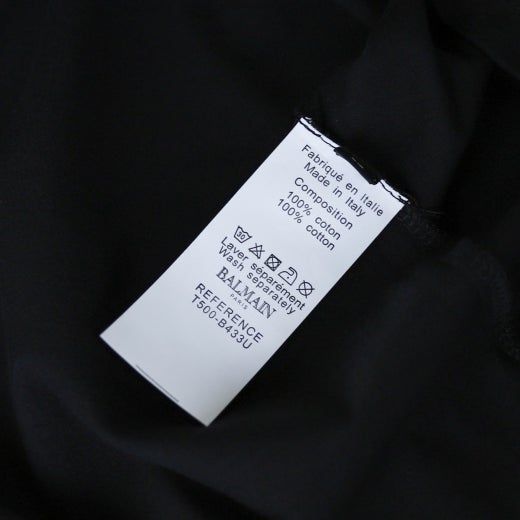 Fabriqué en Italie
Made in Italy
Composition
100% coton
100% cotton
30
Laver séparément
Wash separately
BALMAIN
PARIS
REFERENCE
T500-B433U